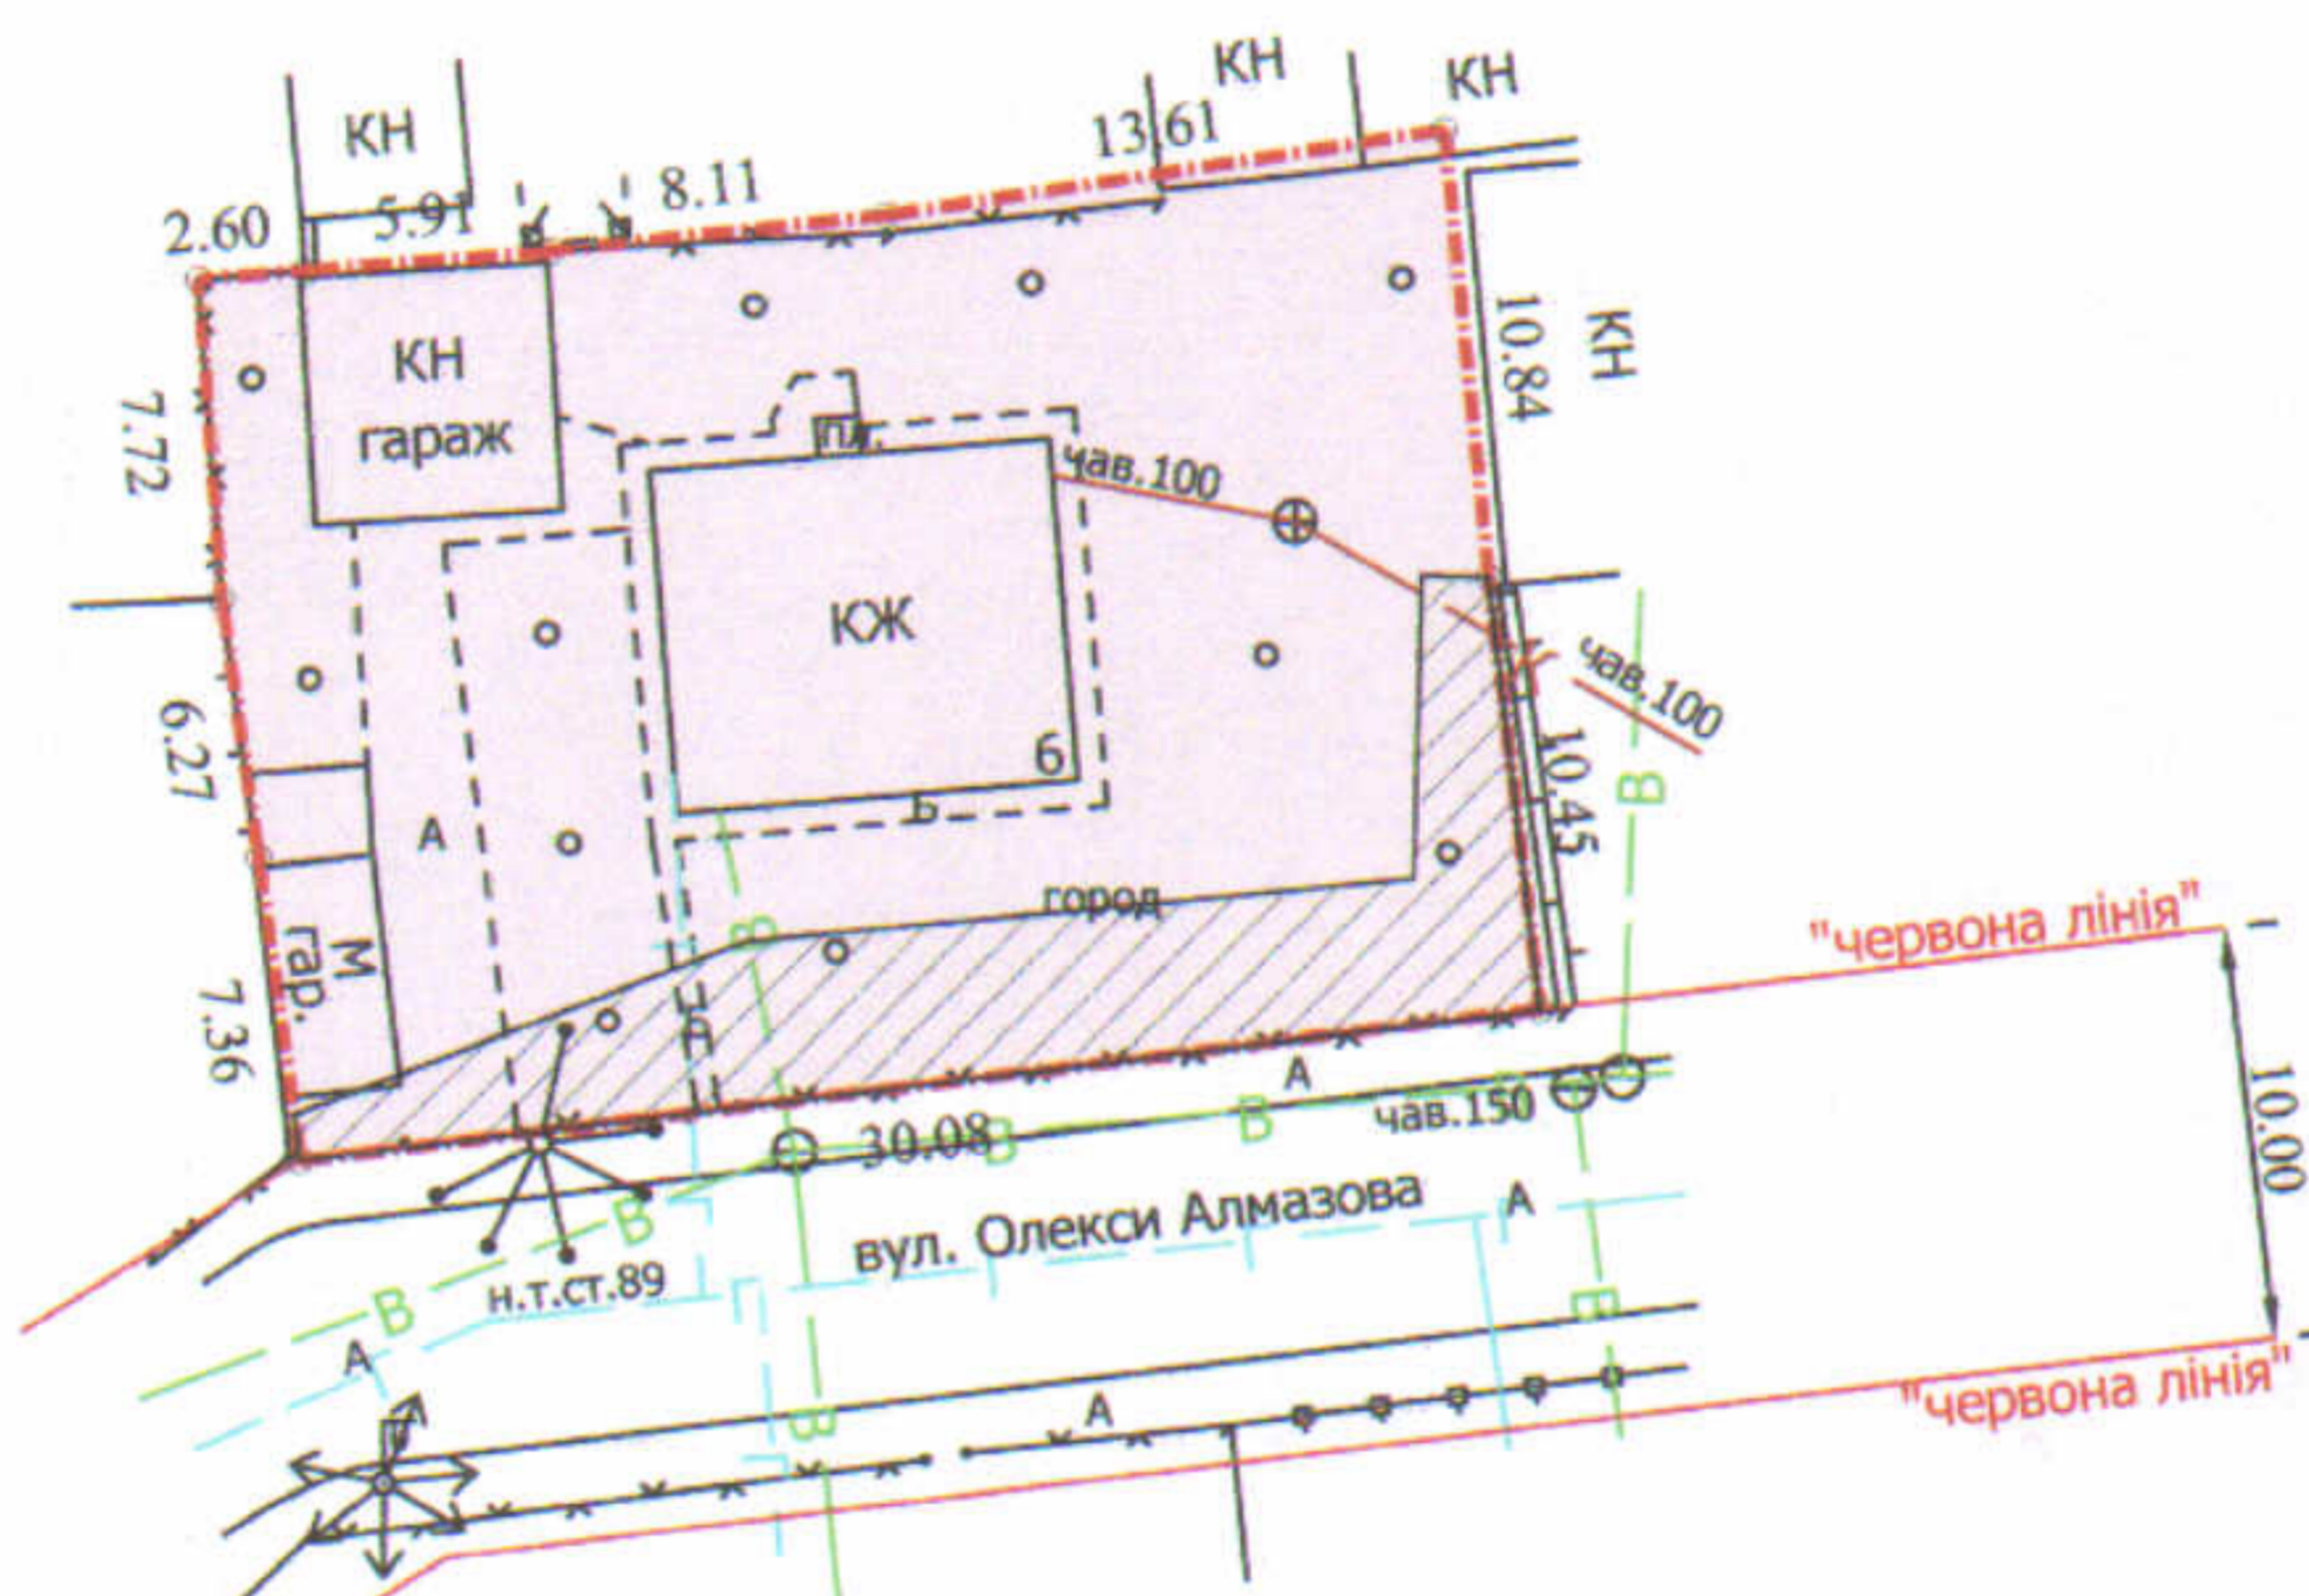 КН
КН
КН
13.61
8.11
5.91
2.60
КН
гараж
КН
10.84
7.72
пл.
чав.100
КЖ
6
чав.100
6.27
А
В
10.45
город
В
М
гар.
7.36
"червона лінія"
А
чав.150
30.08
В
В
10.00
В
вул. Олекси Алмазова
А
н.т.ст.89
В
В
А
"червона лінія"
А
В